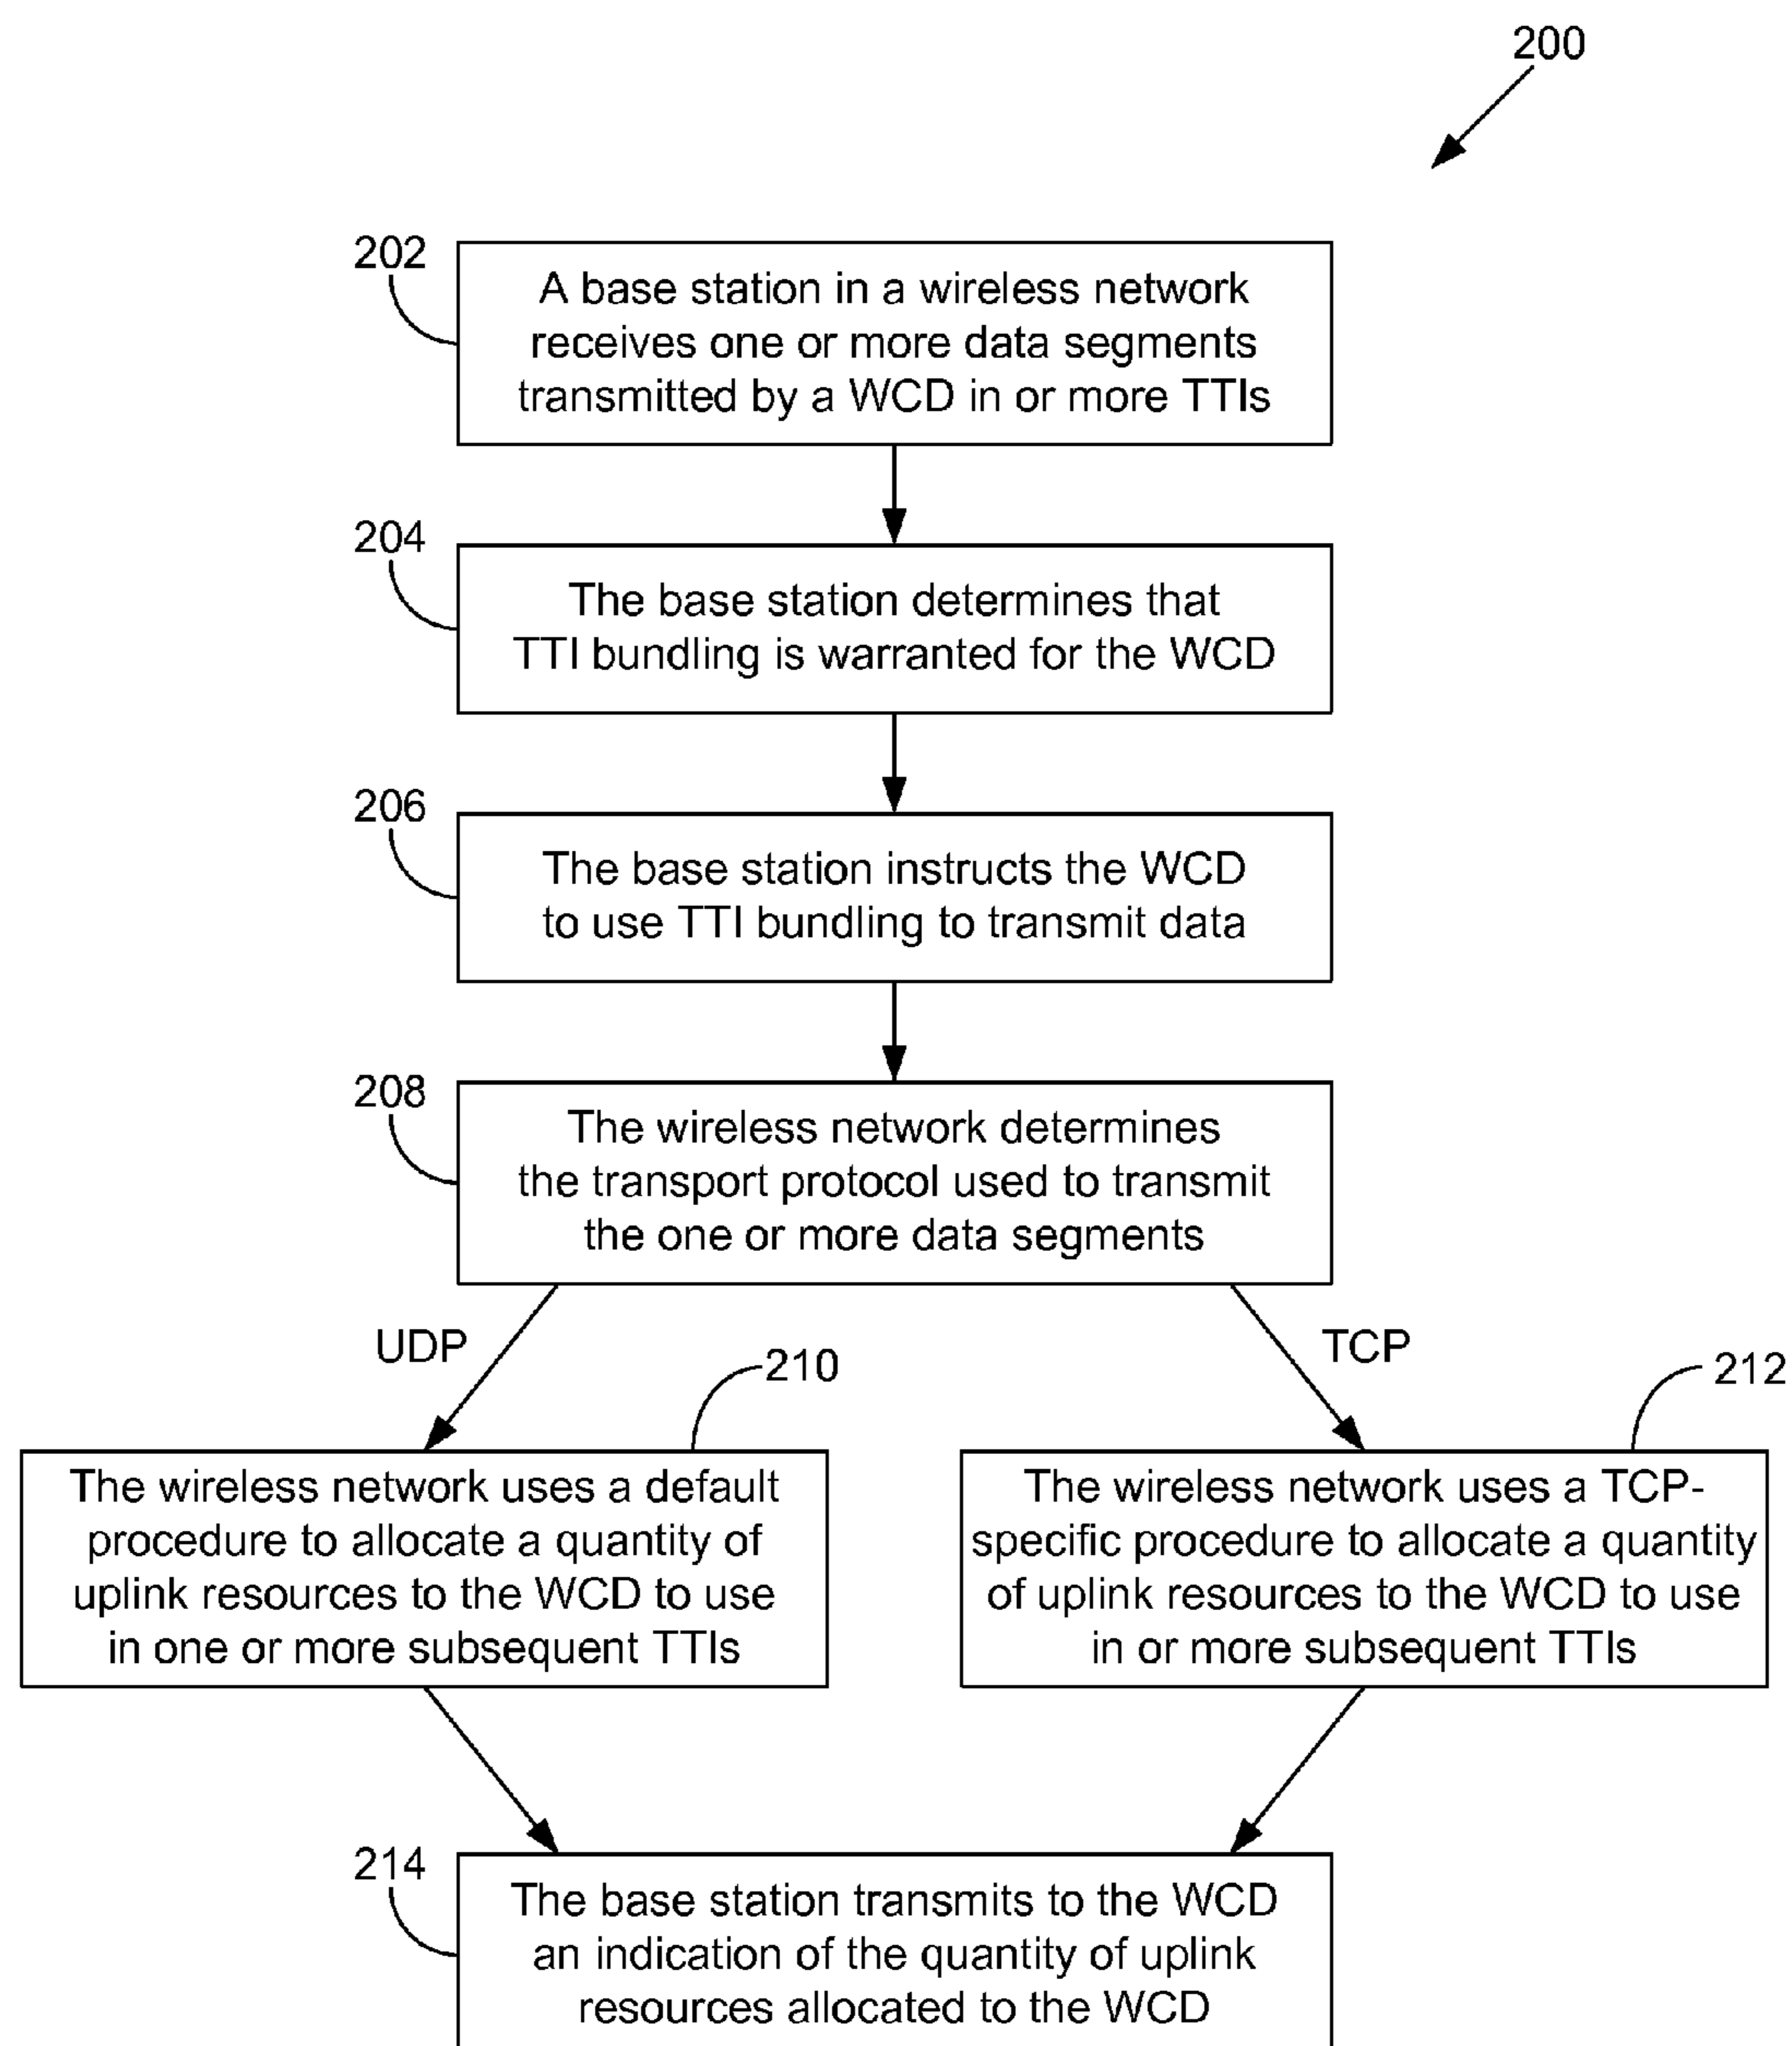 200
202
A base station in a wireless network
receives one or more data segments
transmitted by a WCD in or more TTIs
204
The base station determines that
TTI bundling is warranted for the WCD
206
The base station instructs the WCD
to use TTI bundling to transmit data
208
The wireless network determines
the transport protocol used to transmit
the one or more data segments
UDP
TCP
210
212
The wireless network uses a default
procedure to allocate a quantity of
uplink resources to the WCD to use
in one or more subsequent TTIs
The wireless network uses a TCP-
specific procedure to allocate a quantity
of uplink resources to the WCD to use
in or more subsequent TTIs
214
The base station transmits to the WCD
an indication of the quantity of uplink
resources allocated to the WCD